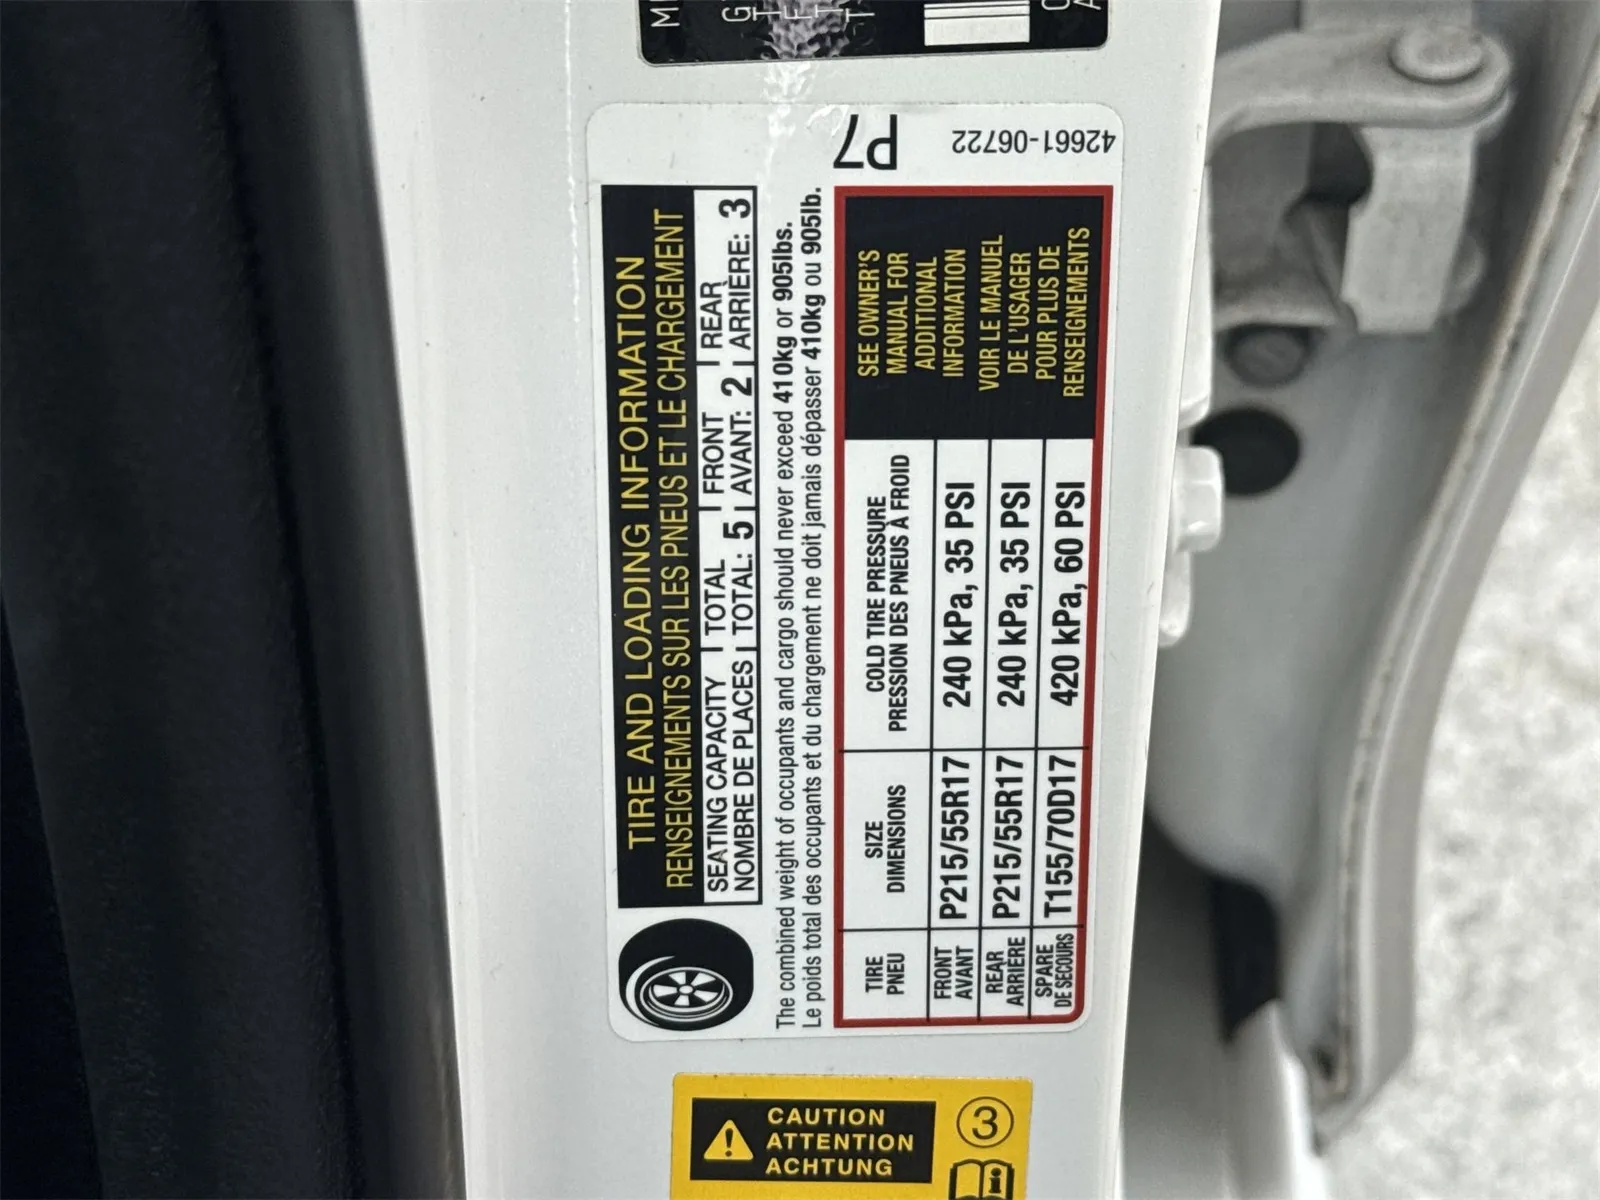 TIRE AND LOADING INFORMATION
RENSEIGNEMENTS SUR LES PNEUS ET LE CHARGEMENT
SEATING CAPACITY TOTAL FRONT REAR
NOMBRE DE PLACES TOTAL: 5 AVANT: 2 ARRIÈRE: 3
The combined weight of occupants and cargo should never exceed 410kg or 905lbs.
Le poids total des occupants et du chargement ne doit jamais dépasser 410kg ou 905lb.
TIRE
PNEU
SIZE
DIMENSIONS
COLD TIRE PRESSURE
PRESSION DES PNEUS À FROID
FRONT
AVANT
P215/55R17
240 kPa, 35 PSI
REAR
ARRIÈRE
P215/55R17
240 kPa, 35 PSI
SPARE
DE SECOURS
T155/70D17
420 kPa, 60 PSI
SEE OWNER'S
MANUAL FOR
ADDITIONAL
INFORMATION
VOIR LE MANUEL
DE L'USAGER
POUR PLUS DE
RENSEIGNEMENTS
P7
42661-06722
CAUTION
ATTENTION
ACHTUNG
3